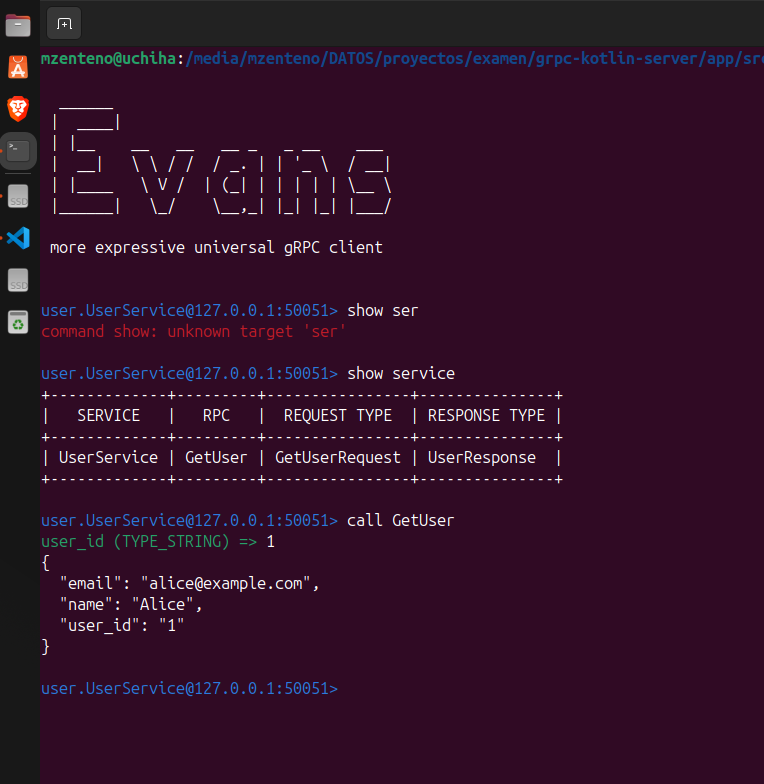 mzenteno@uchiha:/media/mzenteno/DATOS/proyectos/examen/grpc-kotlin-server/app/src
Evans
more expressive universal gRPC client
user.UserService@127.0.0.1:50051> show ser
command show: unknown target 'ser'
user.UserService@127.0.0.1:50051> show service
+-------------+---------+----------------+---------------+
|   SERVICE   |   RPC   |  REQUEST TYPE  | RESPONSE TYPE |
+-------------+---------+----------------+---------------+
| UserService | GetUser | GetUserRequest | UserResponse  |
+-------------+---------+----------------+---------------+
user.UserService@127.0.0.1:50051> call GetUser
user_id (TYPE_STRING) => 1
{
  "email": "alice@example.com",
  "name": "Alice",
  "user_id": "1"
}
user.UserService@127.0.0.1:50051>
SSD
SSD